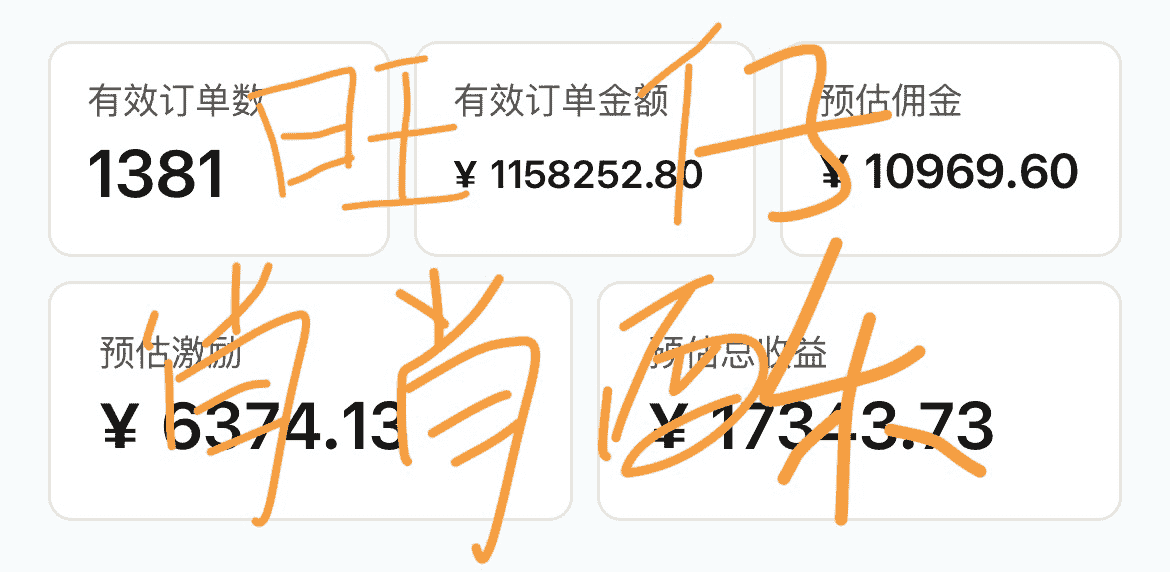 有效订单数 有效订单金额 预估佣金
1381 ¥ 1158252.80 ¥ 10969.60
旺仔
预估激励 预估总收益
¥ 6374.13 ¥ 17343.73
肖肖酥